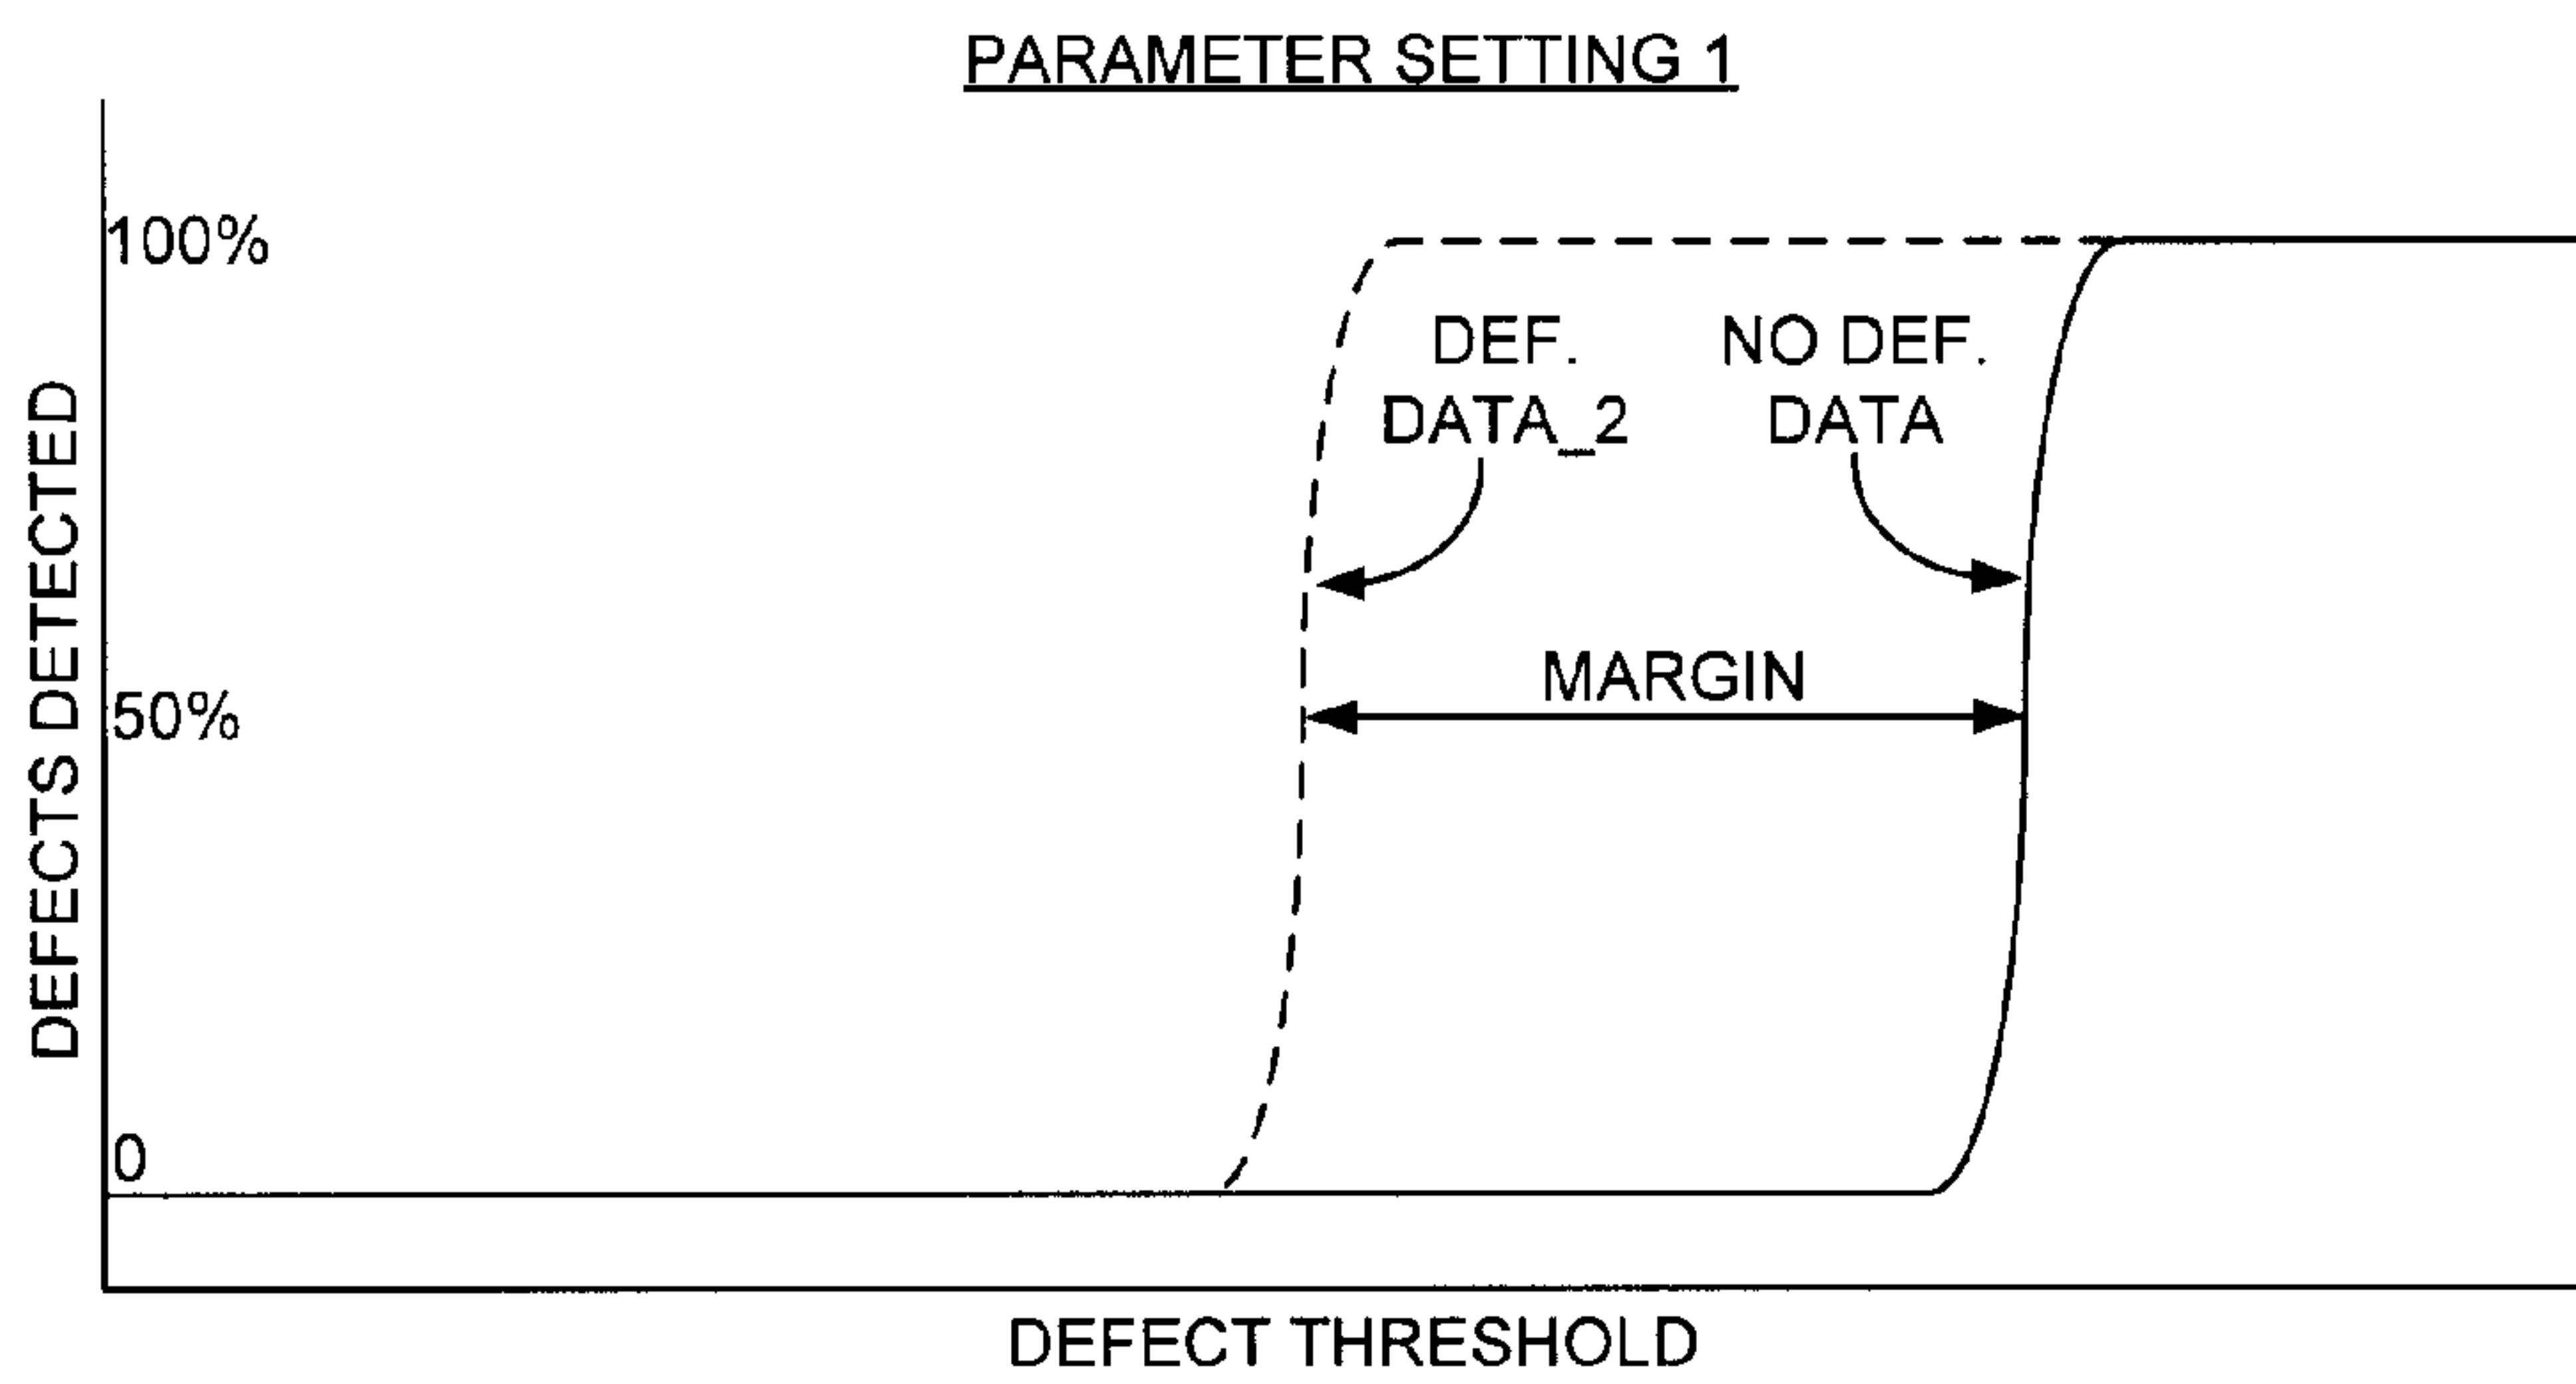 PARAMETER SETTING 1
100%
DEF.
DATA_2
NO DEF.
DATA
MARGIN
50%
0
DEFECTS DETECTED
DEFECT THRESHOLD